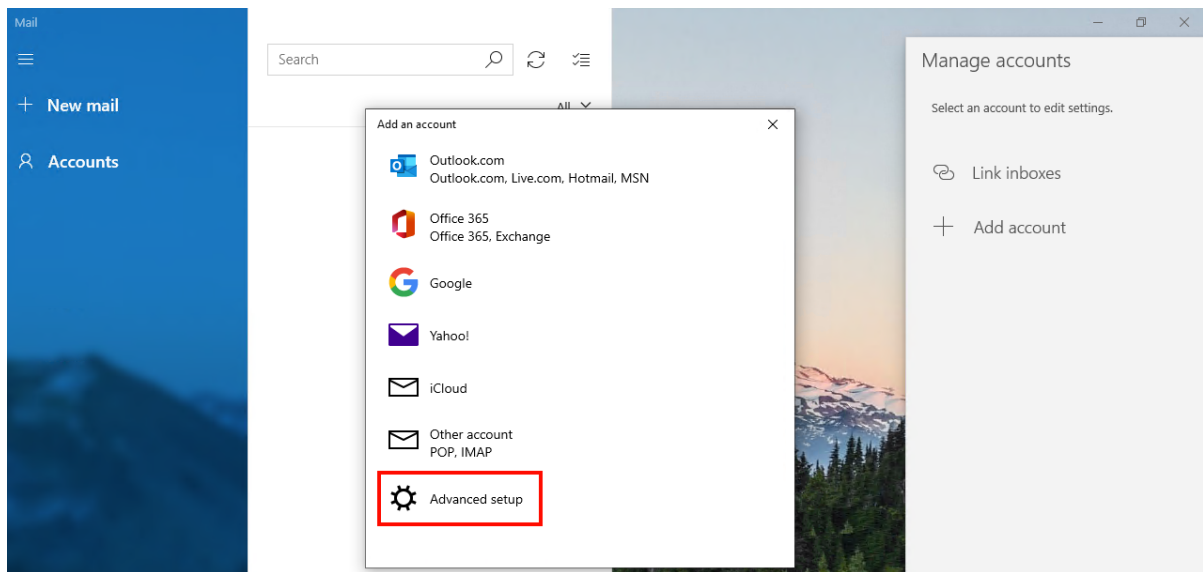 Mail
Search
Manage accounts
+ New mail
All
Select an account to edit settings.
Add an account
Accounts
Outlook.com
Outlook.com, Live.com, Hotmail, MSN
Link inboxes
Office 365
Office 365, Exchange
Add account
Google
Yahoo!
iCloud
Other account
POP, IMAP
Advanced setup